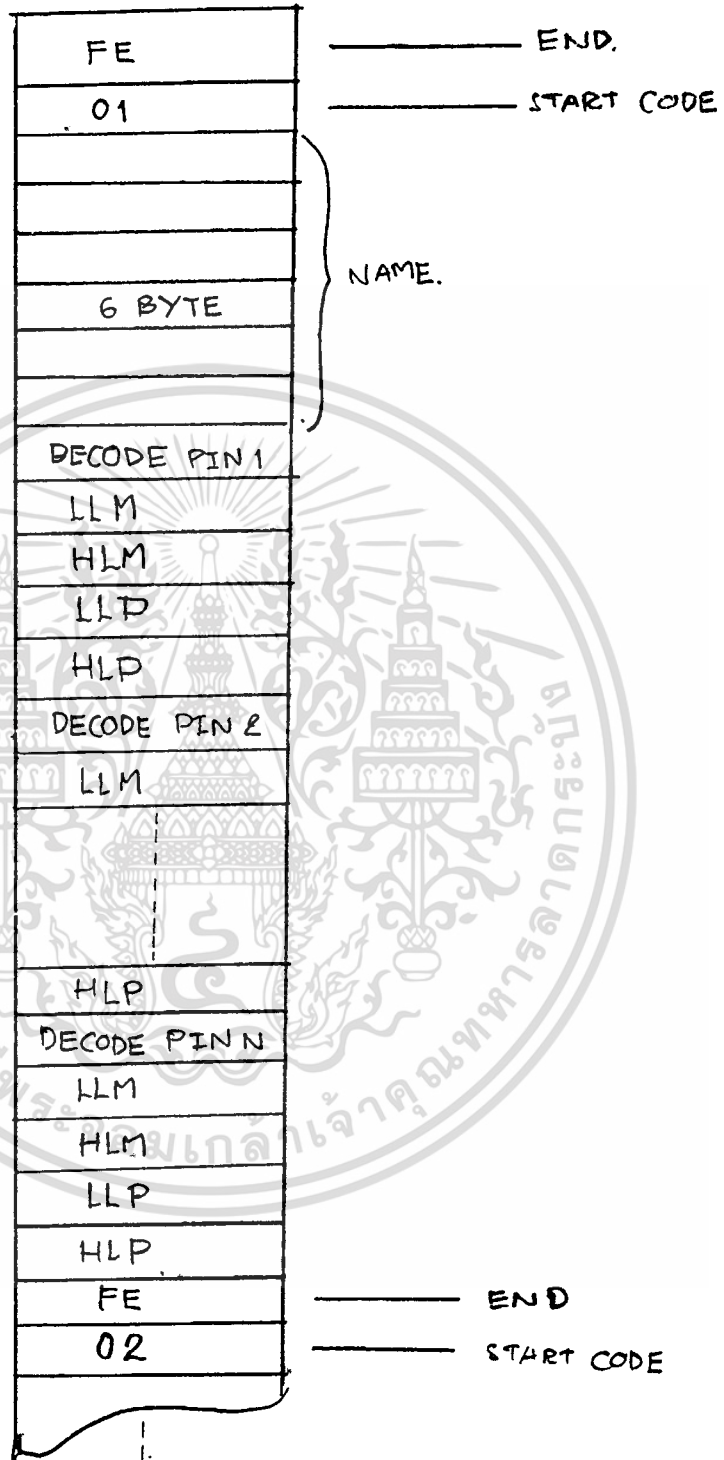 FE END.
01 START CODE
6 BYTE NAME.
DECODE PIN 1
LLM
HLM
LLP
HLP
DECODE PIN 2
LLM
HLP
DECODE PIN N
LLM
HLM
LLP
HLP
FE END
02 START CODE